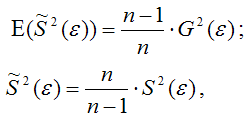 E(S̃²(ε)) = (n−1)/n · G²(ε);
S̃²(ε) = n/(n−1) · S²(ε),